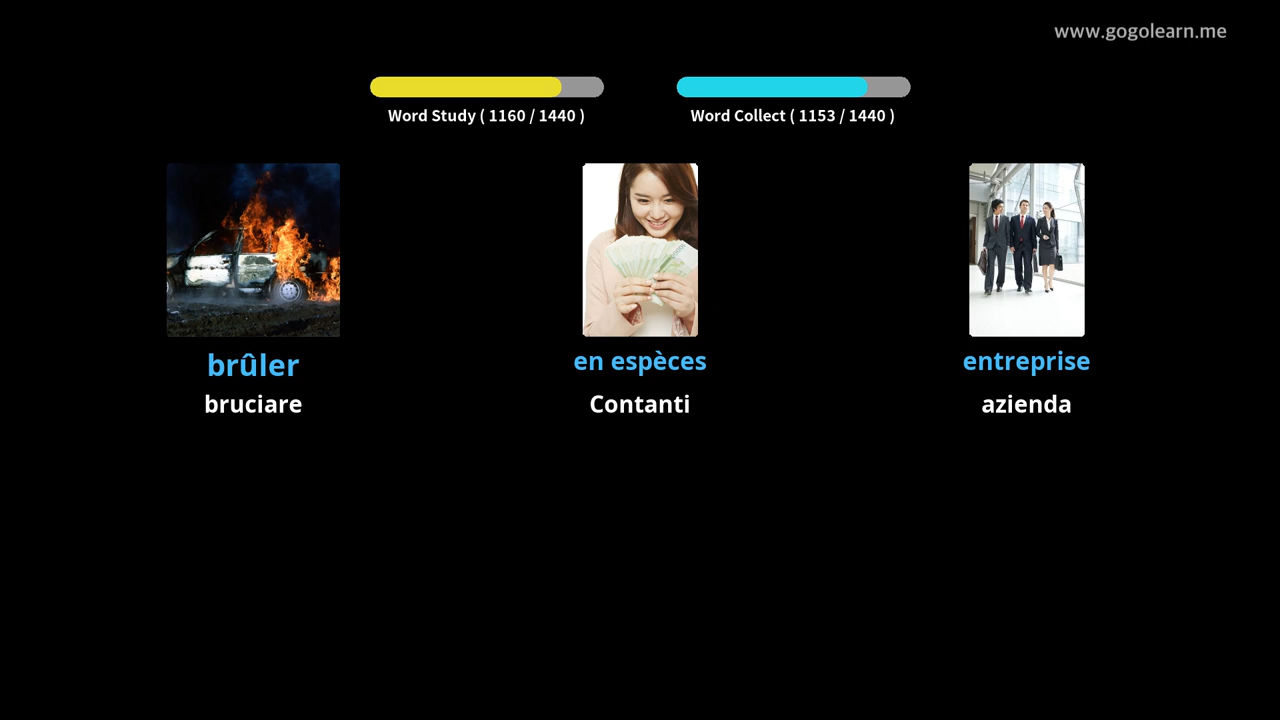 www.gogolearn.me
Word Study ( 1160 / 1440 )
Word Collect ( 1153 / 1440 )
brûler
bruciare
en espèces
Contanti
entreprise
azienda